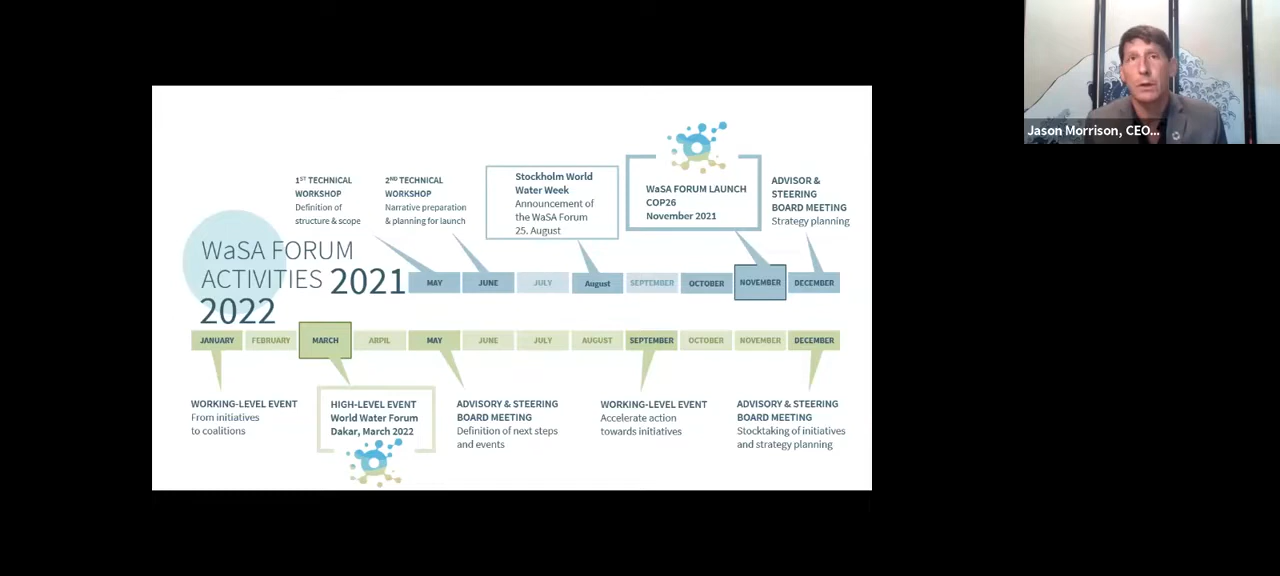 Jason Morrison, CEO...
1ST TECHNICAL
WORKSHOP
Definition of
structure & scope
2ND TECHNICAL
WORKSHOP
Narrative preparation
& planning for launch
Stockholm World
Water Week
Announcement of
the WaSA Forum
25. August
WaSA FORUM LAUNCH
COP26
November 2021
ADVISOR &
STEERING
BOARD MEETING
Strategy planning
WaSA FORUM
ACTIVITIES 2021
2022
MAY JUNE JULY August SEPTEMBER OCTOBER NOVEMBER DECEMBER
JANUARY FEBRUARY MARCH ARPIL MAY JUNE JULY AUGUST SEPTEMBER OCTOBER NOVEMBER DECEMBER
WORKING-LEVEL EVENT
From initiatives
to coalitions
HIGH-LEVEL EVENT
World Water Forum
Dakar, March 2022
ADVISORY & STEERING
BOARD MEETING
Definition of next steps
and events
WORKING-LEVEL EVENT
Accelerate action
towards initiatives
ADVISORY & STEERING
BOARD MEETING
Stocktaking of initiatives
and strategy planning